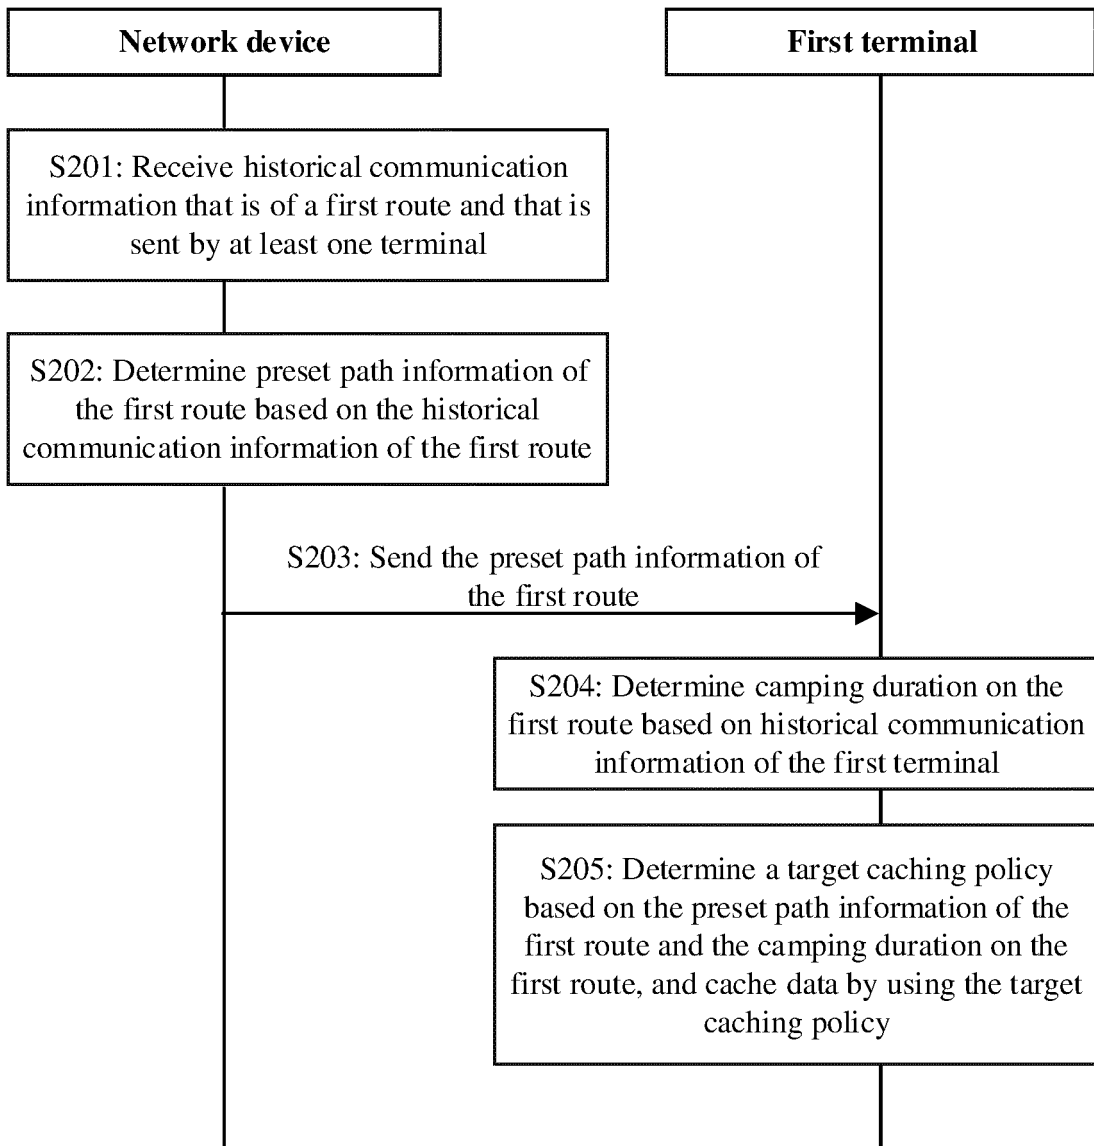 Network device
First terminal
S201: Receive historical communication
information that is of a first route and that is
sent by at least one terminal
S202: Determine preset path information of
the first route based on the historical
communication information of the first route
S203: Send the preset path information of
the first route
S204: Determine camping duration on the
first route based on historical communication
information of the first terminal
S205: Determine a target caching policy
based on the preset path information of the
first route and the camping duration on the
first route, and cache data by using the target
caching policy